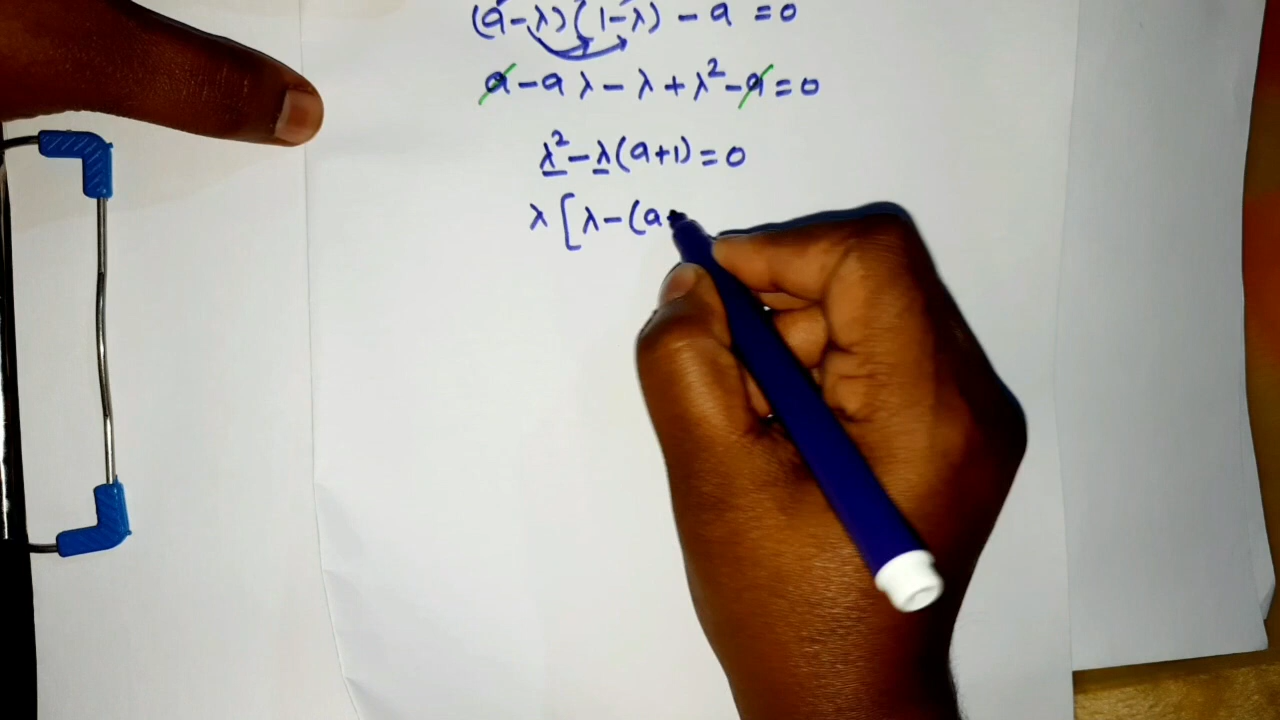 (a-λ)(1-λ) - a = 0
a - aλ - λ + λ² - a = 0
λ² - λ(a+1) = 0
λ[λ-(a